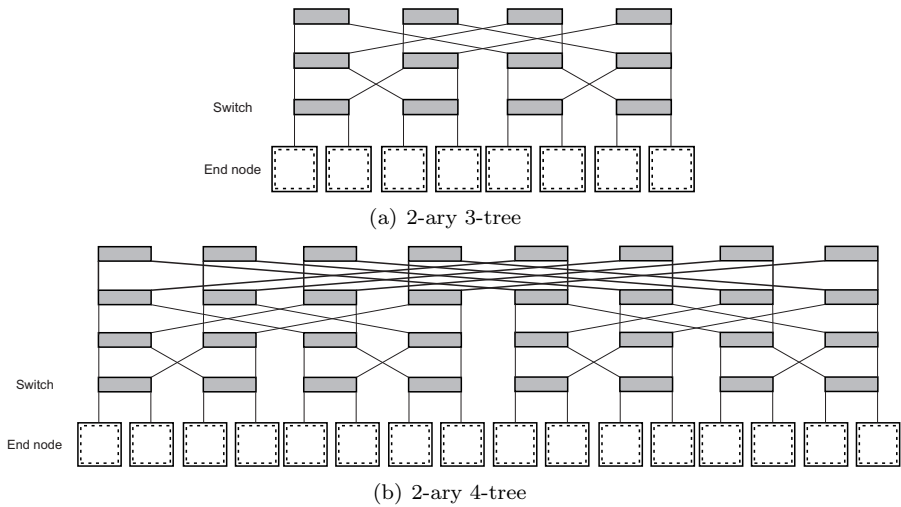 Switch
End node
(a) 2-ary 3-tree
Switch
End node
(b) 2-ary 4-tree